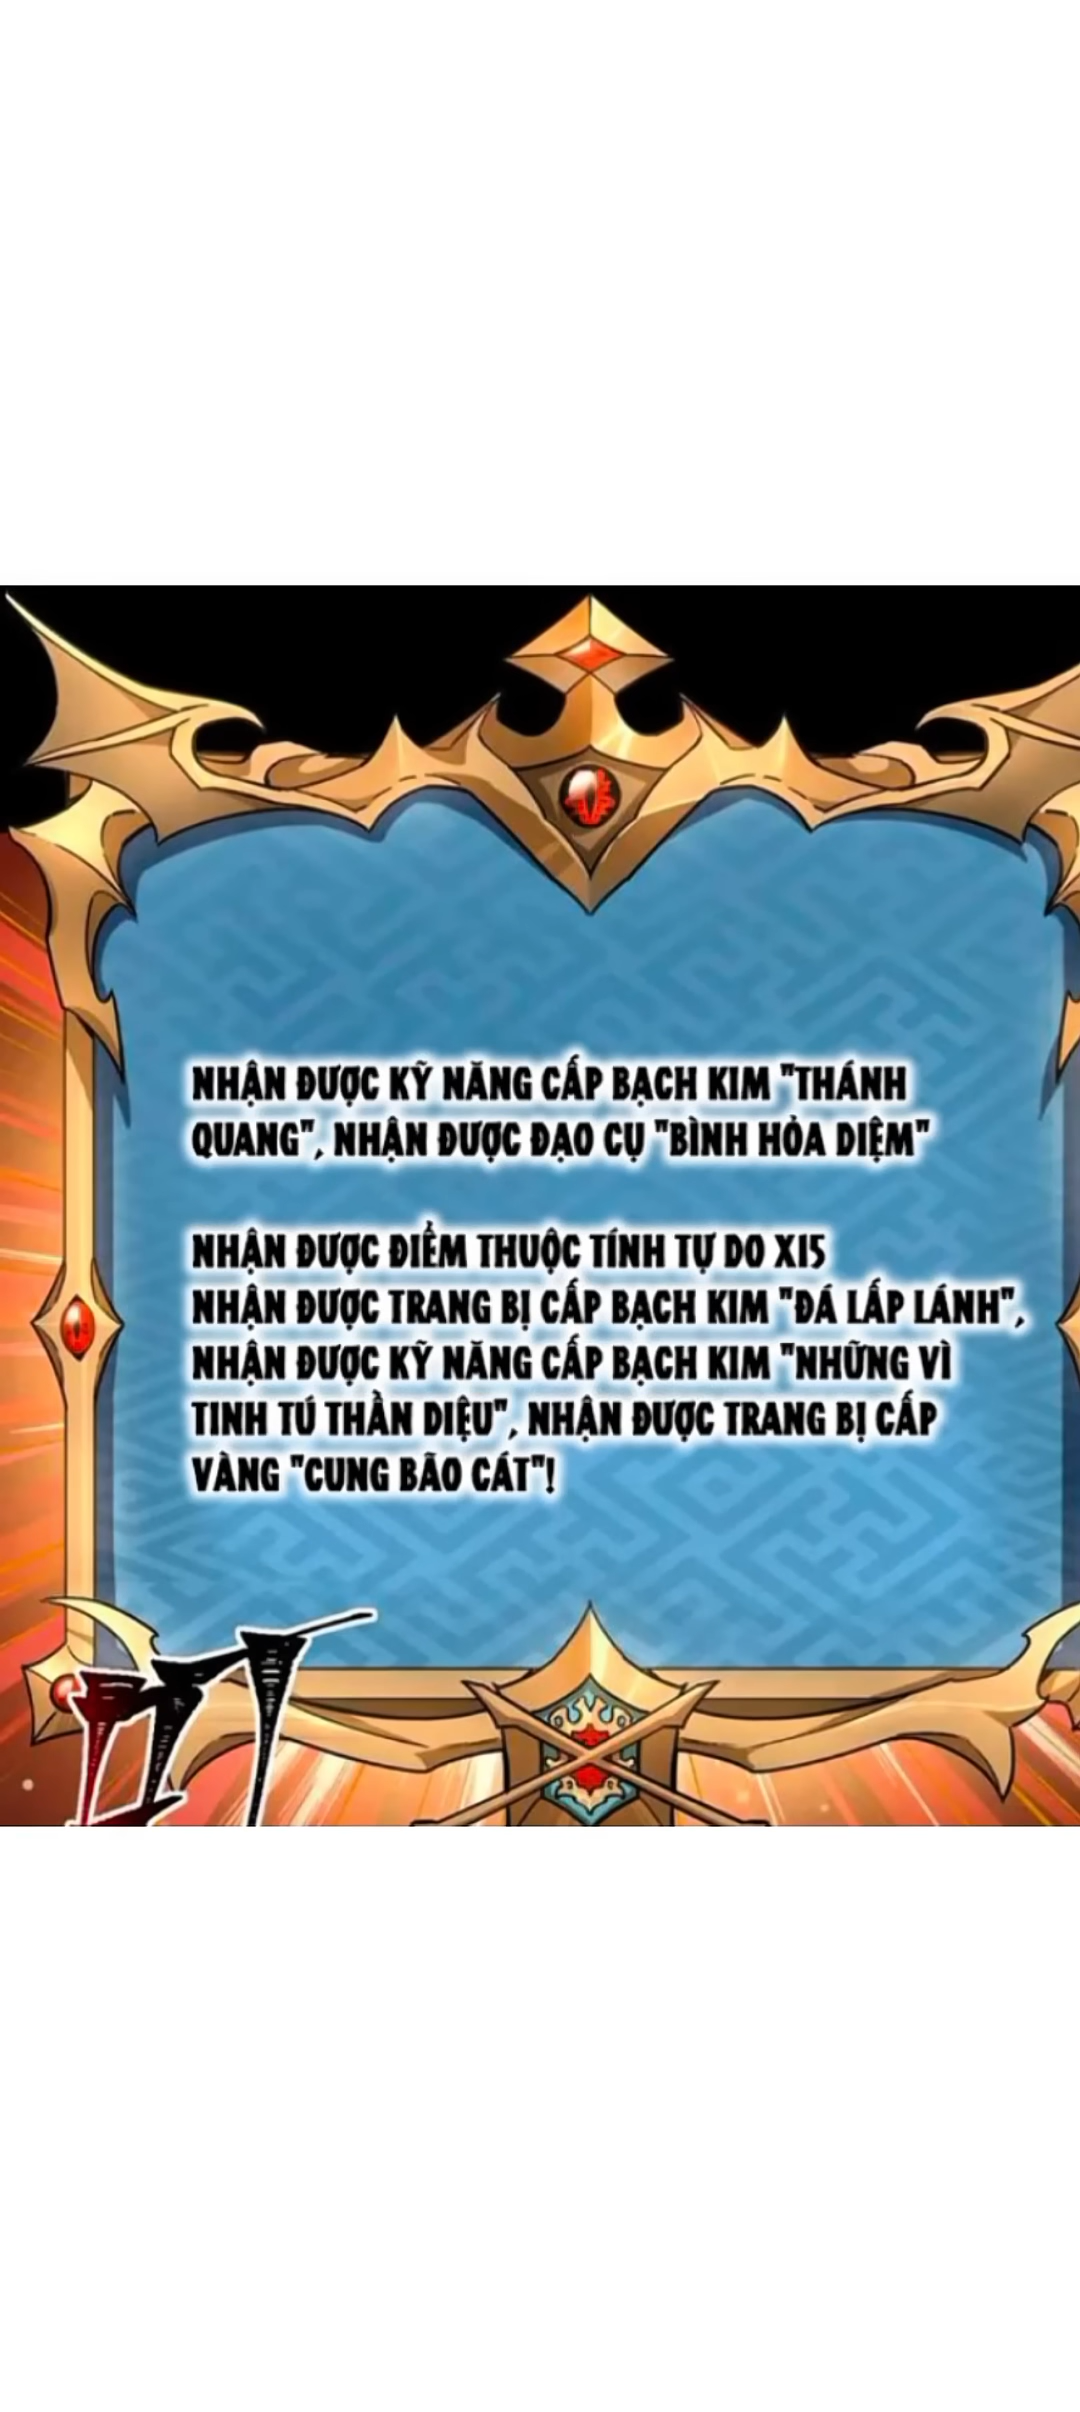 NHẬN ĐƯỢC KỸ NĂNG CẤP BẠCH KIM "THÁNH
QUANG", NHẬN ĐƯỢC ĐẠO CỤ "BÌNH HỎA DIỆM"
NHẬN ĐƯỢC ĐIỂM THUỘC TÍNH TỰ DO X15
NHẬN ĐƯỢC TRANG BỊ CẤP BẠCH KIM "ĐÁ LẤP LÁNH",
NHẬN ĐƯỢC KỸ NĂNG CẤP BẠCH KIM "NHỮNG VÌ
TINH TÚ THẦN DIỆU", NHẬN ĐƯỢC TRANG BỊ CẤP
VÀNG "CUNG BÃO CÁT"!